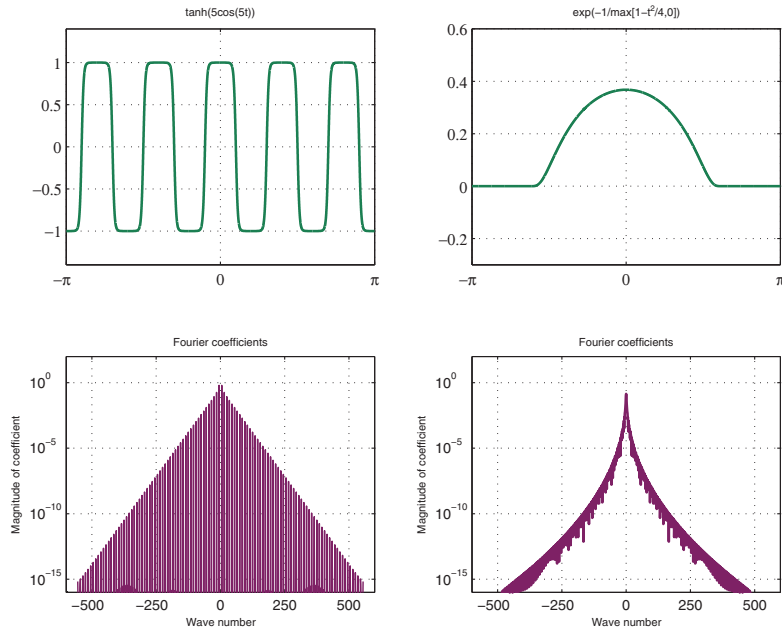 tanh(5cos(5t))
1
0.5
0
−0.5
−1
−π
0
π
exp(−1/max[1−t²/4,0])
0.6
0.4
0.2
0
−0.2
−π
0
π
Fourier coefficients
Magnitude of coefficient
10⁰
10⁻⁵
10⁻¹⁰
10⁻¹⁵
−500
−250
0
250
500
Wave number
Fourier coefficients
Magnitude of coefficient
10⁰
10⁻⁵
10⁻¹⁰
10⁻¹⁵
−500
−250
0
250
500
Wave number